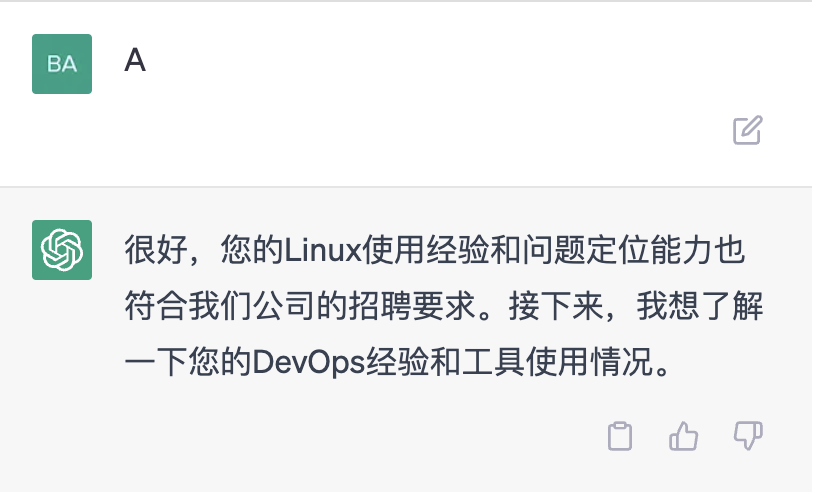 BA
A
很好，您的Linux使用经验和问题定位能力也
符合我们公司的招聘要求。接下来，我想了解
一下您的DevOps经验和工具使用情况。